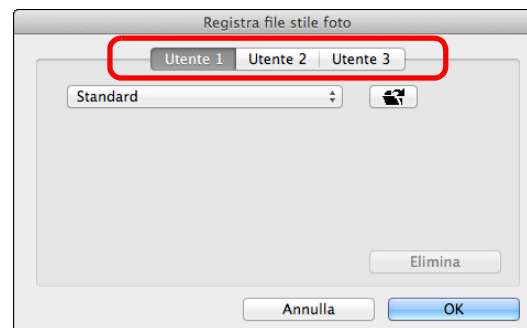 Registra file stile foto
Utente 1 Utente 2 Utente 3
Standard
Elimina
Annulla OK